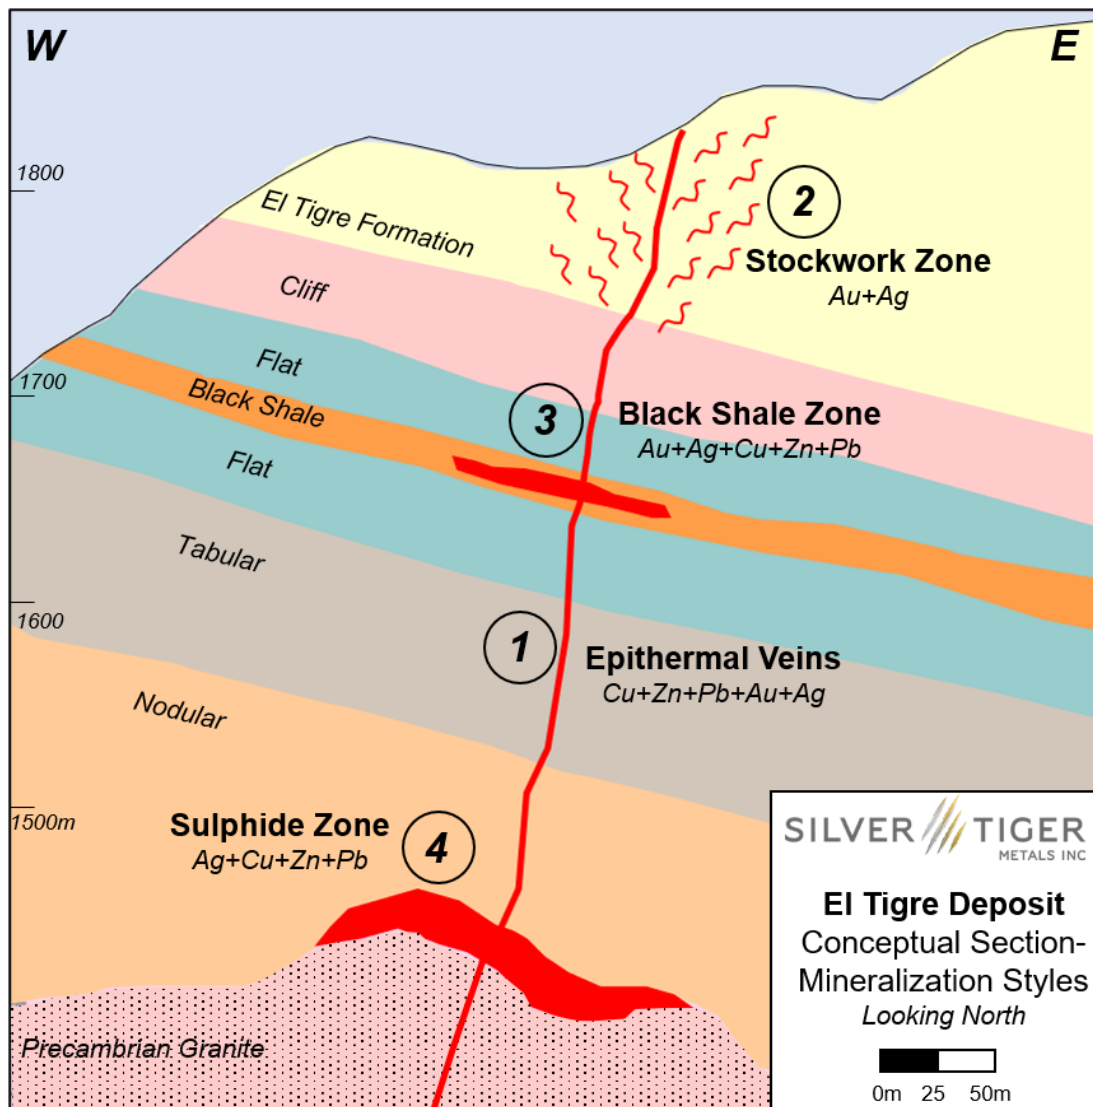 W
E
1800
El Tigre Formation
2
Stockwork Zone
Au+Ag
Cliff
Flat
1700
Black Shale
3
Black Shale Zone
Au+Ag+Cu+Zn+Pb
Flat
Tabular
1600
1
Epithermal Veins
Cu+Zn+Pb+Au+Ag
Nodular
1500m
Sulphide Zone
Ag+Cu+Zn+Pb
4
SILVER TIGER
METALS INC
El Tigre Deposit
Conceptual Section-
Mineralization Styles
Looking North
0m 25 50m
Precambrian Granite